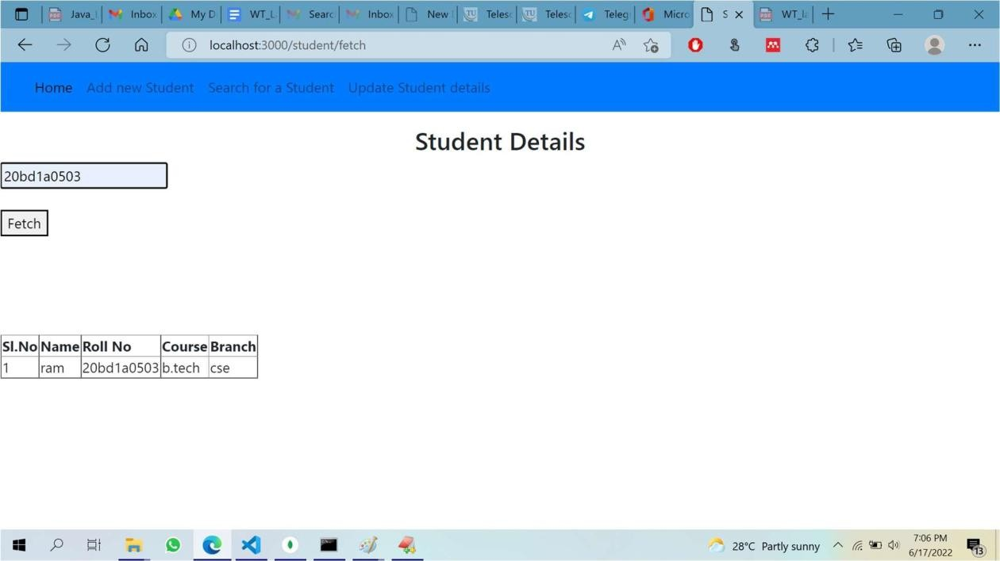 Java_L Inbox My D WT_L Searc Inbox New Telesc Telesc Teleg Micro S WT_la
localhost:3000/student/fetch
Home Add new Student Search for a Student Update Student details
Student Details
20bd1a0503
Fetch
Sl.No Name Roll No Course Branch
1 ram 20bd1a0503 b.tech cse
28°C Partly sunny
7:06 PM
6/17/2022
13